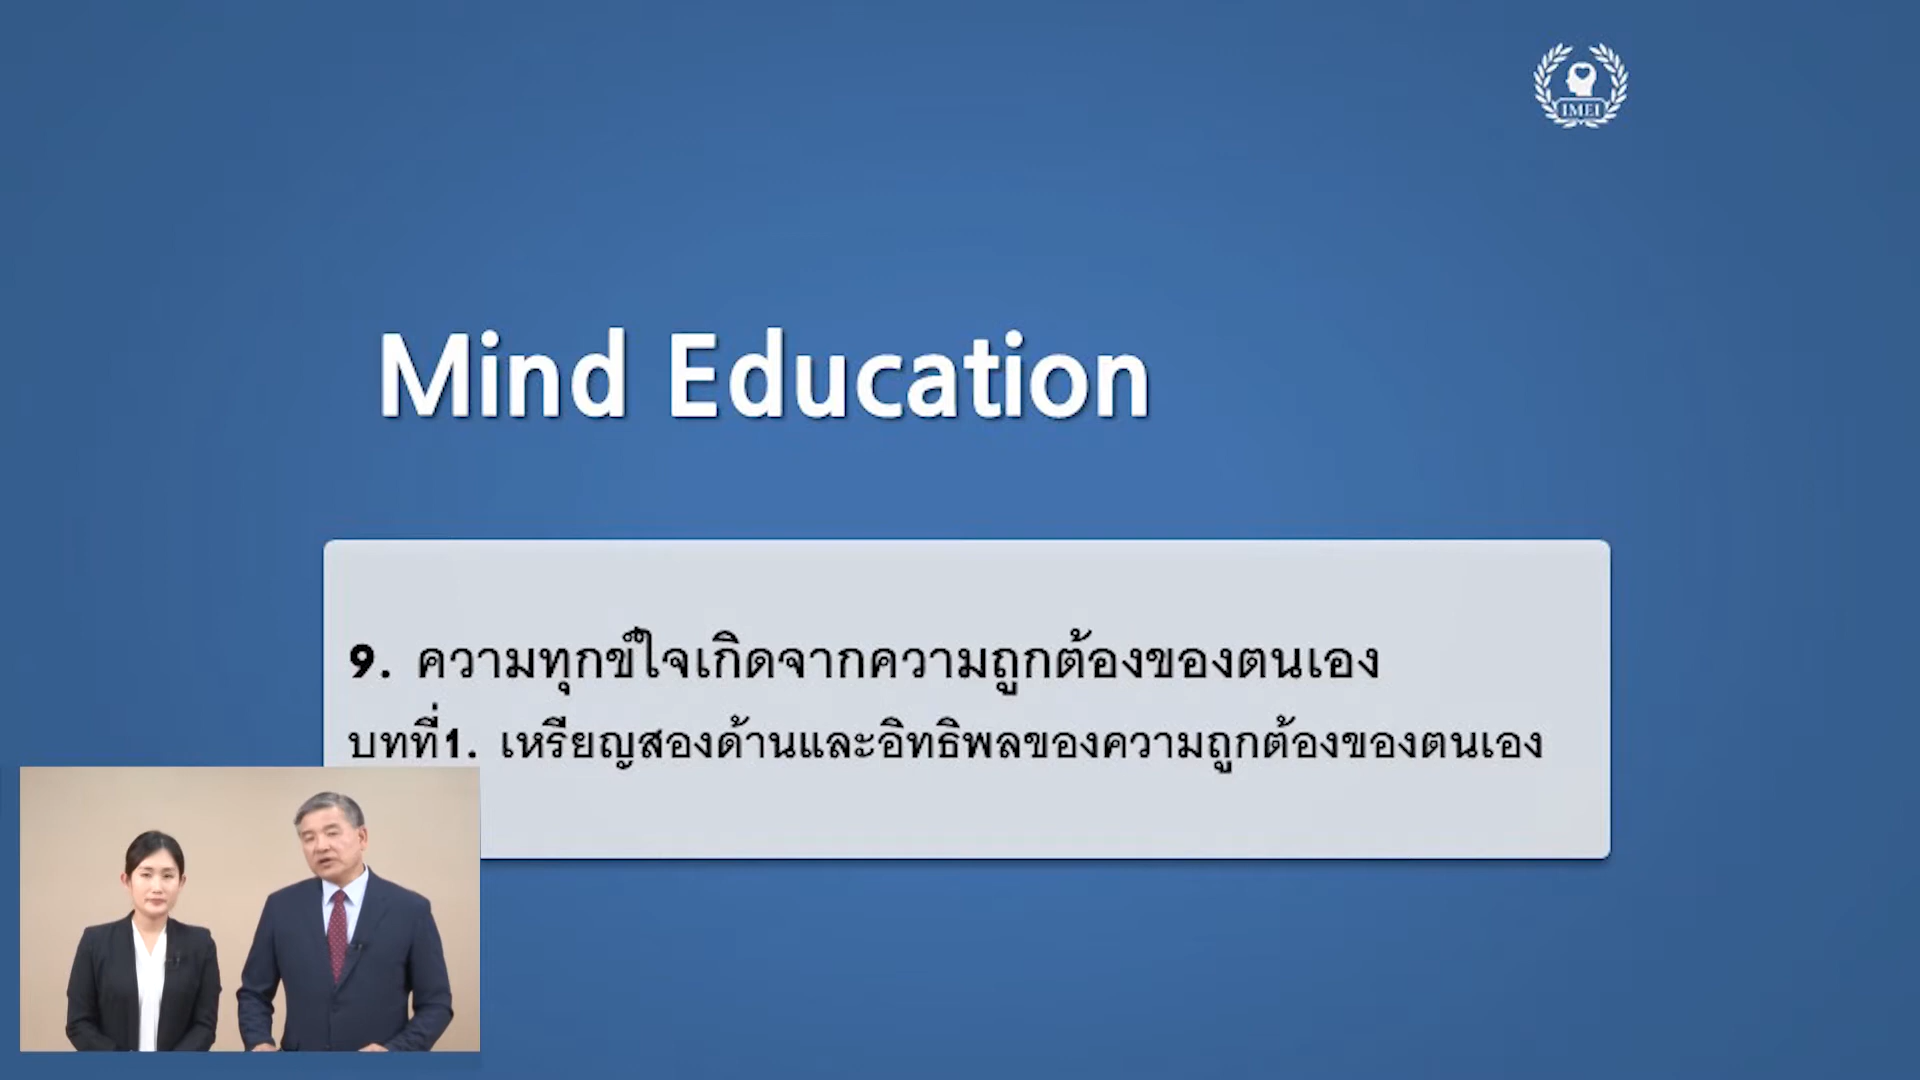 IMEI
Mind Education
9. ความทุกข์ใจเกิดจากความถูกต้องของตนเอง
บทที่1. เหรียญสองด้านและอิทธิพลของความถูกต้องของตนเอง